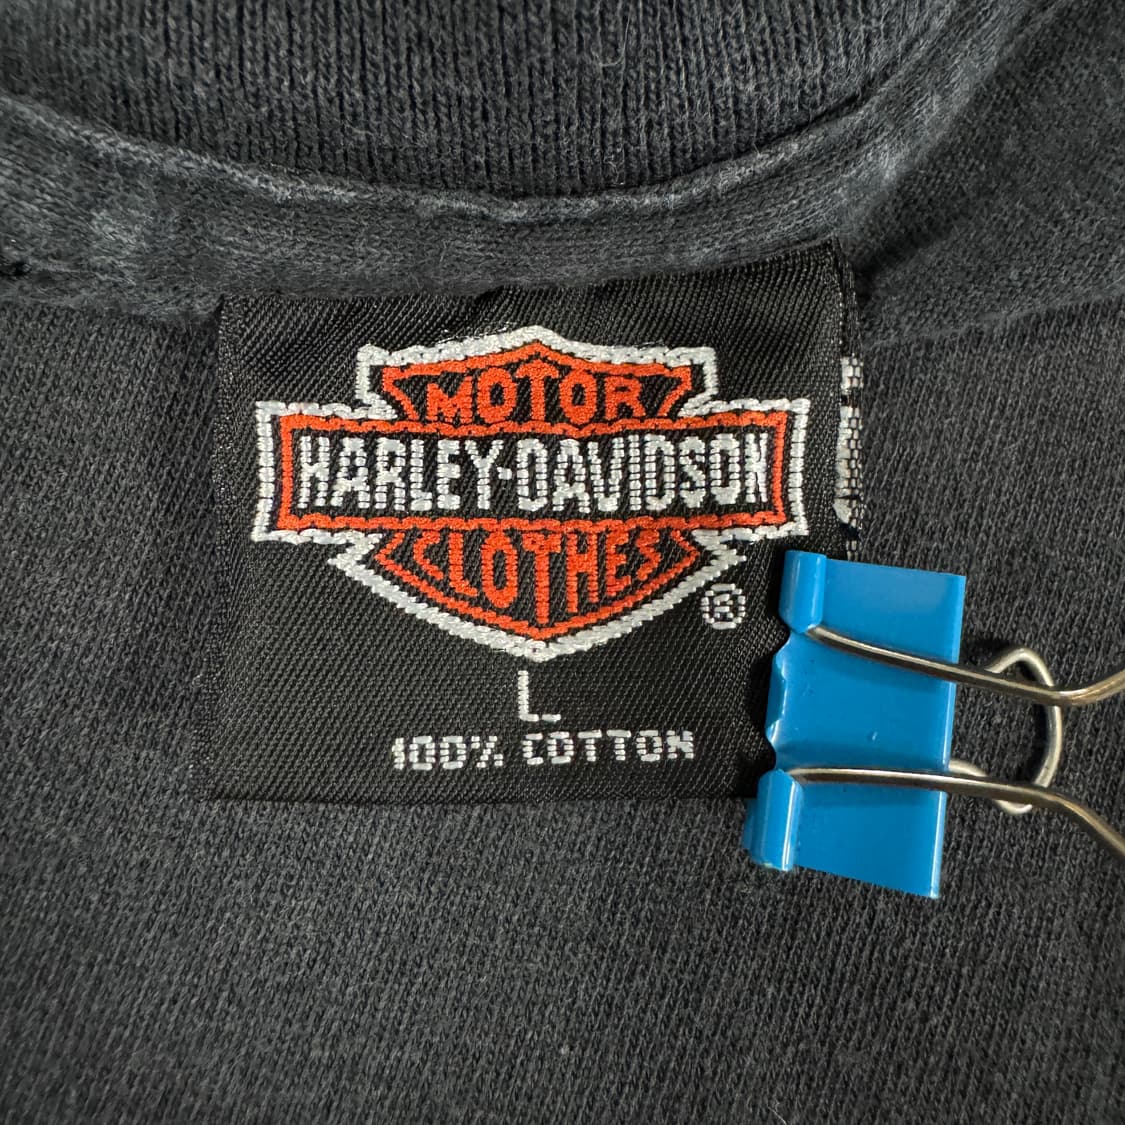 MOTOR
HARLEY-DAVIDSON
CLOTHES
®
L
100% COTTON